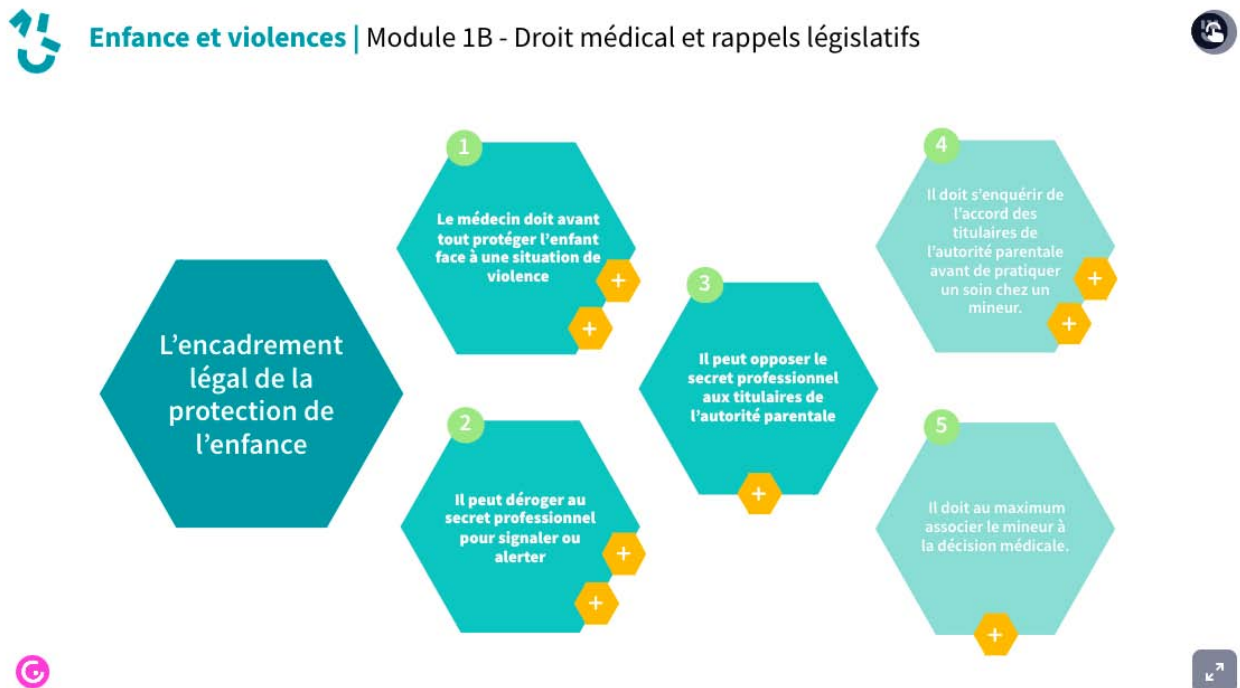 Enfance et violences | Module 1B - Droit médical et rappels législatifs
L'encadrement
légal de la
protection de
l'enfance
1
Le médecin doit avant
tout protéger l'enfant
face à une situation de
violence
+
+
2
Il peut déroger au
secret professionnel
pour signaler ou
alerter
+
+
3
Il peut opposer le
secret professionnel
aux titulaires de
l'autorité parentale
+
4
Il doit s'enquérir de
l'accord des
titulaires de
l'autorité parentale
avant de pratiquer
un soin chez un
mineur.
+
+
5
Il doit au maximum
associer le mineur à
la décision médicale.
+